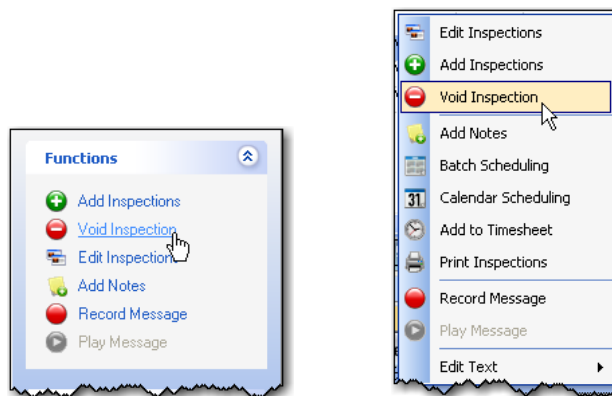 Functions
Add Inspections
Void Inspection
Edit Inspections
Add Notes
Record Message
Play Message
Edit Inspections
Add Inspections
Void Inspection
Add Notes
Batch Scheduling
31 Calendar Scheduling
Add to Timesheet
Print Inspections
Record Message
Play Message
Edit Text